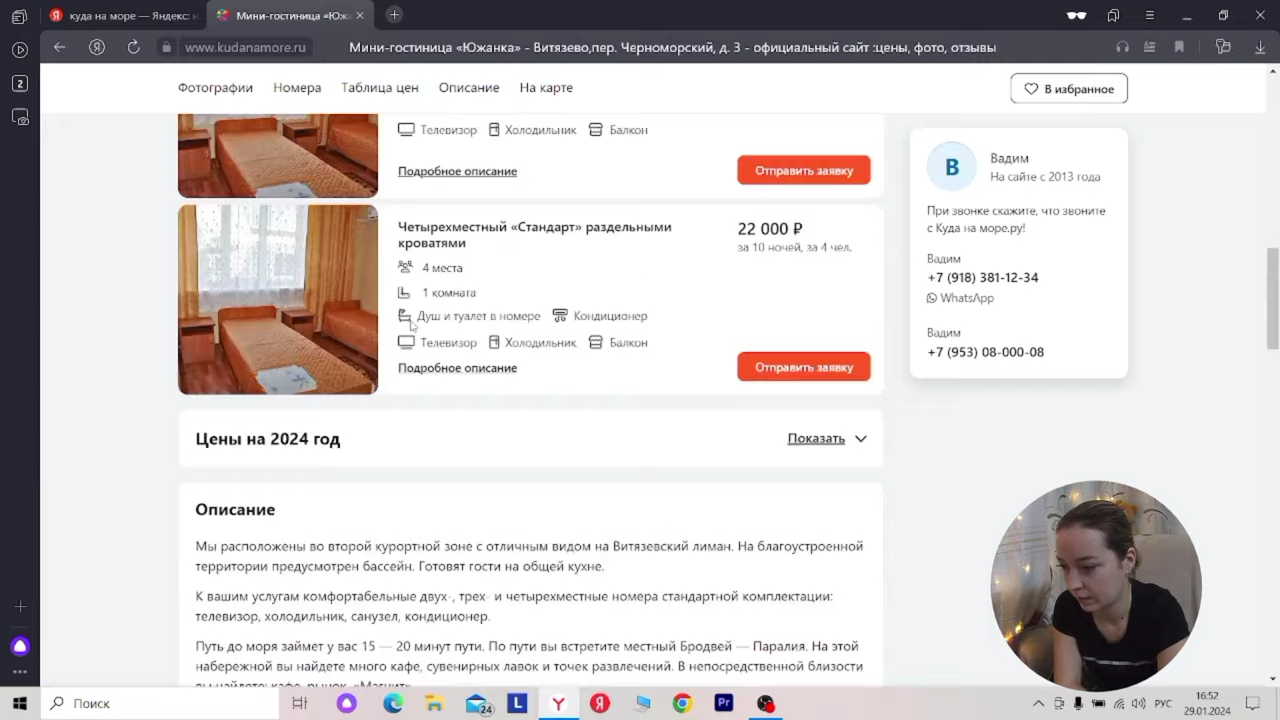 куда на море — Яндекс: н
Мини-гостиница «Юж
2
www.kudanamore.ru
Мини-гостиница «Южанка» - Витязево,пер. Черноморский, д. 3 - официальный сайт :цены, фото, отзывы
Фотографии Номера Таблица цен Описание На карте
В избранное
Телевизор Холодильник Балкон
Подробное описание
Отправить заявку
Четырехместный «Стандарт» раздельными
кроватями
22 000 ₽
за 10 ночей, за 4 чел.
4 места
1 комната
Душ и туалет в номере Кондиционер
Телевизор Холодильник Балкон
Подробное описание
Отправить заявку
В
Вадим
На сайте с 2013 года
При звонке скажите, что звоните
с Куда на море.ру!
Вадим
+7 (918) 381-12-34
WhatsApp
Вадим
+7 (953) 08-000-08
Цены на 2024 год
Показать
Описание
Мы расположены во второй курортной зоне с отличным видом на Витязевский лиман. На благоустроенной
территории предусмотрен бассейн. Готовят гости на общей кухне.
К вашим услугам комфортабельные двух-, трех- и четырехместные номера стандартной комплектации:
телевизор, холодильник, санузел, кондиционер.
Путь до моря займет у вас 15 — 20 минут пути. По пути вы встретите местный Бродвей — Паралия. На этой
набережной вы найдете много кафе, сувенирных лавок и точек развлечений. В непосредственной близости
вы найдете: кафе, рынок, «Магнит».
Поиск
24
L
Y
Я
Pr
РУС
16:52
29.01.2024